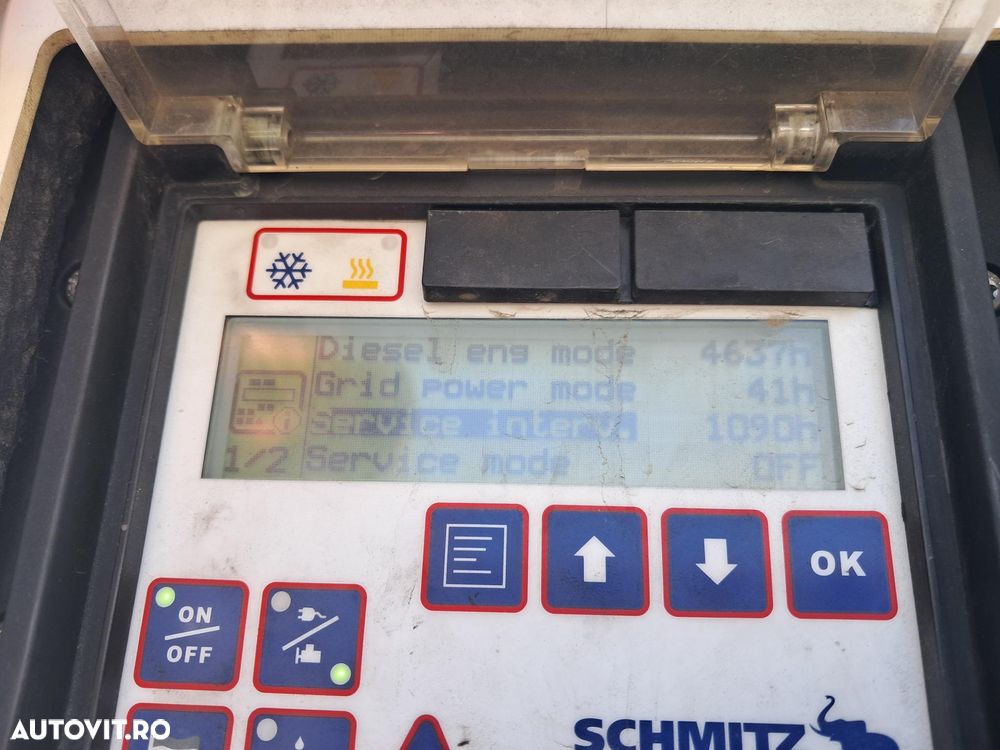 Diesel eng mode 4637h
Grid power mode 41h
Service interval 1090h
1/2 Service mode OFF
OK
ON
OFF
SCHMITZ
AUTOVIT.RO